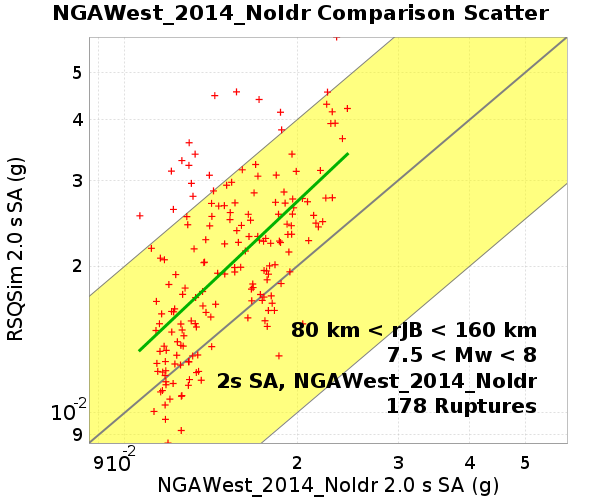 NGAWest_2014_NoIdr Comparison Scatter
RSQSim 2.0 s SA (g)
5
4
3
2
10-2
9
80 km < rJB < 160 km
7.5 < Mw < 8
2s SA, NGAWest_2014_NoIdr
178 Ruptures
9 10-2 2 3 4 5
NGAWest_2014_NoIdr 2.0 s SA (g)